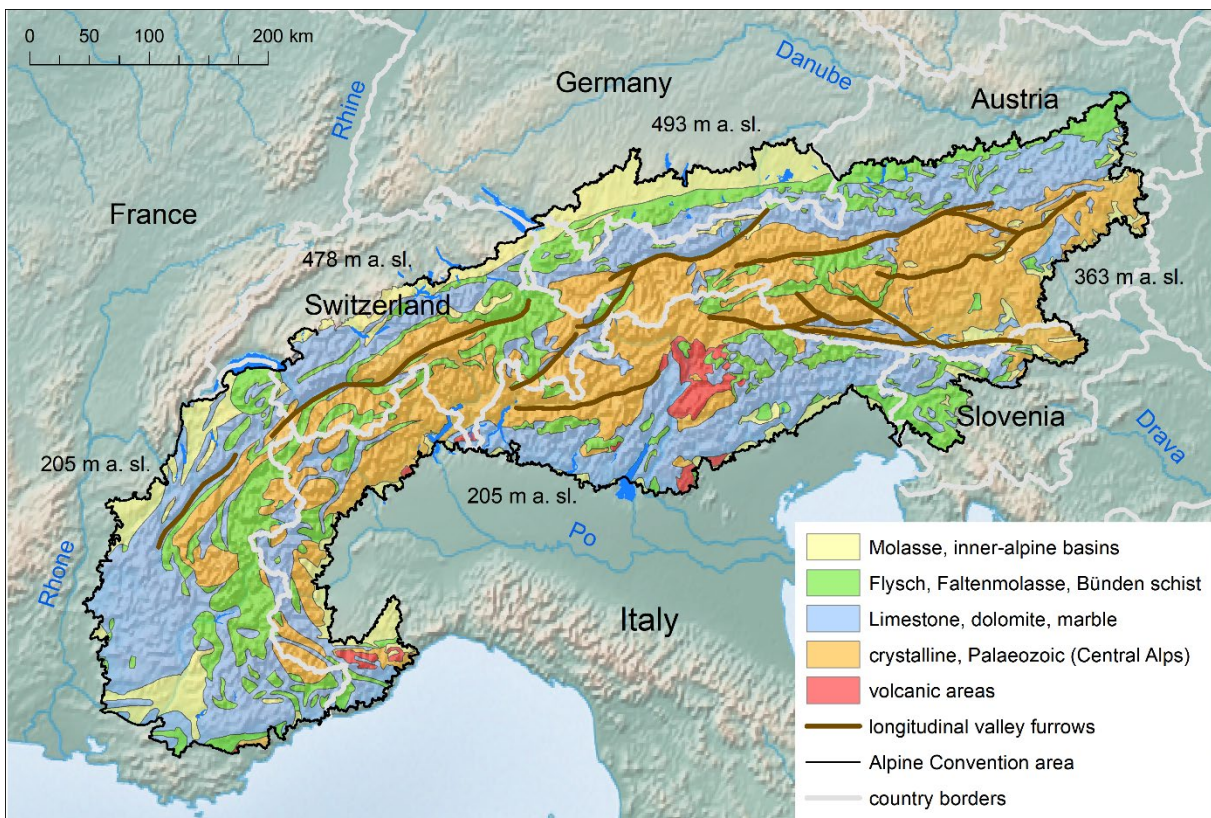 0 50 100 200 km
Germany
Danube
Austria
Rhine
493 m a. sl.
France
478 m a. sl.
Switzerland
363 m a. sl.
Slovenia
Drava
205 m a. sl.
205 m a. sl.
Po
Rhone
Italy
Molasse, inner-alpine basins
Flysch, Faltenmolasse, Bünden schist
Limestone, dolomite, marble
crystalline, Palaeozoic (Central Alps)
volcanic areas
longitudinal valley furrows
Alpine Convention area
country borders